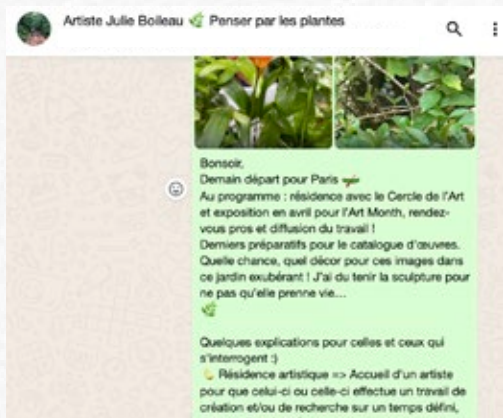 Artiste Julie Boileau 🌿 Penser par les plantes
Bonsoir,
Demain départ pour Paris 🛫
Au programme : résidence avec le Cercle de l'Art
et exposition en avril pour l'Art Month, rendez-
vous pros et diffusion du travail !
Derniers préparatifs pour le catalogue d'œuvres.
Quelle chance, quel décor pour ces images dans
ce jardin exubérant ! J'ai du tenir la sculpture pour
ne pas qu'elle prenne vie...
🌿
Quelques explications pour celles et ceux qui
s'interrogent :)
💫 Résidence artistique => Accueil d'un artiste
pour que celui-ci ou celle-ci effectue un travail de
création et/ou de recherche sur un temps défini,